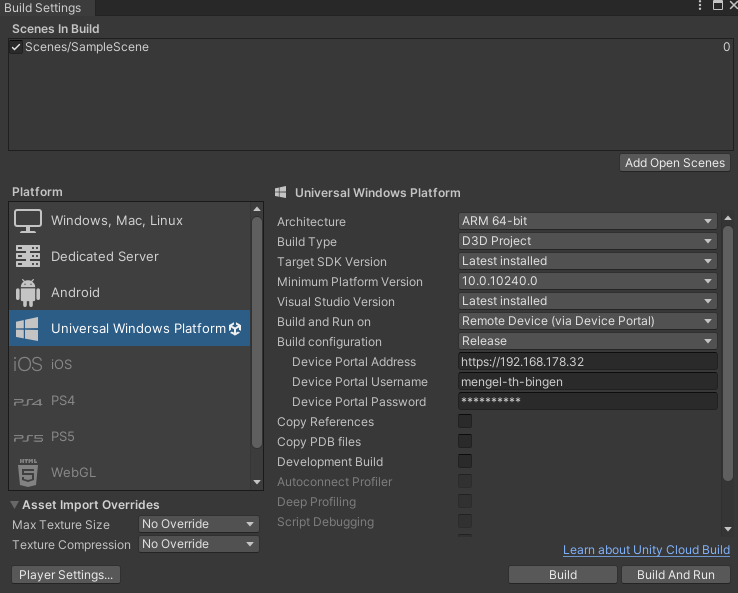 Build Settings
Scenes In Build
Scenes/SampleScene 0
Add Open Scenes
Platform
Windows, Mac, Linux
Dedicated Server
Android
Universal Windows Platform
iOS iOS
PS4 PS4
PS5 PS5
HTML 5 WebGL
Asset Import Overrides
Max Texture Size No Override
Texture Compression No Override
Player Settings...
Universal Windows Platform
Architecture ARM 64-bit
Build Type D3D Project
Target SDK Version Latest installed
Minimum Platform Version 10.0.10240.0
Visual Studio Version Latest installed
Build and Run on Remote Device (via Device Portal)
Build configuration Release
Device Portal Address https://192.168.178.32
Device Portal Username mengel-th-bingen
Device Portal Password **********
Copy References
Copy PDB files
Development Build
Autoconnect Profiler
Deep Profiling
Script Debugging
Learn about Unity Cloud Build
Build Build And Run